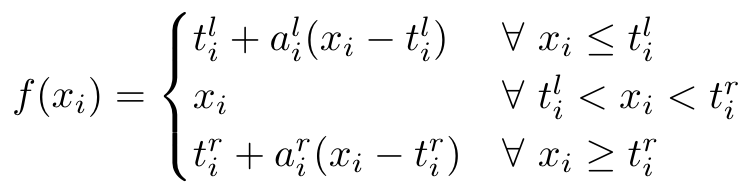 f(x_i) = { t_i^l + a_i^l(x_i − t_i^l)  ∀ x_i ≤ t_i^l
x_i  ∀ t_i^l < x_i < t_i^r
t_i^r + a_i^r(x_i − t_i^r)  ∀ x_i ≥ t_i^r